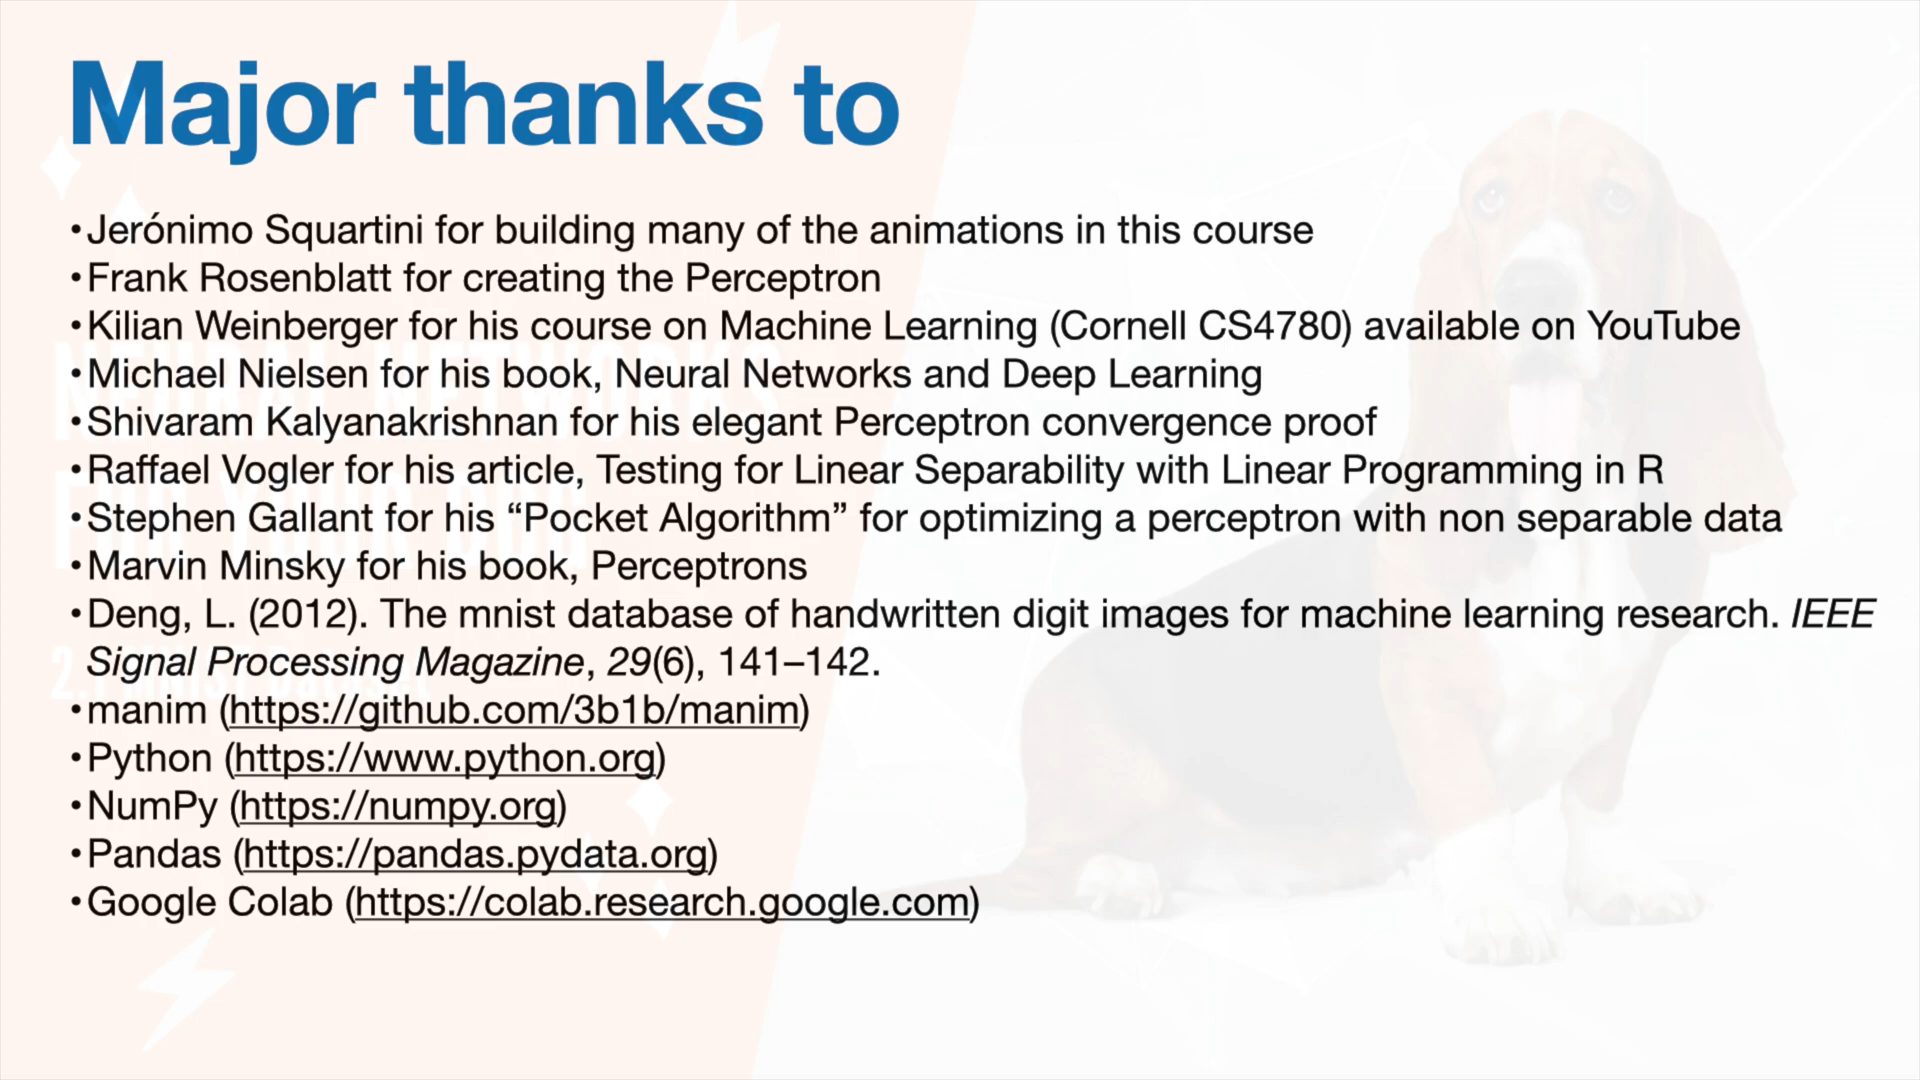 Major thanks to
•Jerónimo Squartini for building many of the animations in this course
•Frank Rosenblatt for creating the Perceptron
•Kilian Weinberger for his course on Machine Learning (Cornell CS4780) available on YouTube
•Michael Nielsen for his book, Neural Networks and Deep Learning
•Shivaram Kalyanakrishnan for his elegant Perceptron convergence proof
•Raffael Vogler for his article, Testing for Linear Separability with Linear Programming in R
•Stephen Gallant for his “Pocket Algorithm” for optimizing a perceptron with non separable data
•Marvin Minsky for his book, Perceptrons
•Deng, L. (2012). The mnist database of handwritten digit images for machine learning research. IEEE
Signal Processing Magazine, 29(6), 141–142.
•manim (https://github.com/3b1b/manim)
•Python (https://www.python.org)
•NumPy (https://numpy.org)
•Pandas (https://pandas.pydata.org)
•Google Colab (https://colab.research.google.com)
NEURAL NETWORKS
FOR YOUR DOG